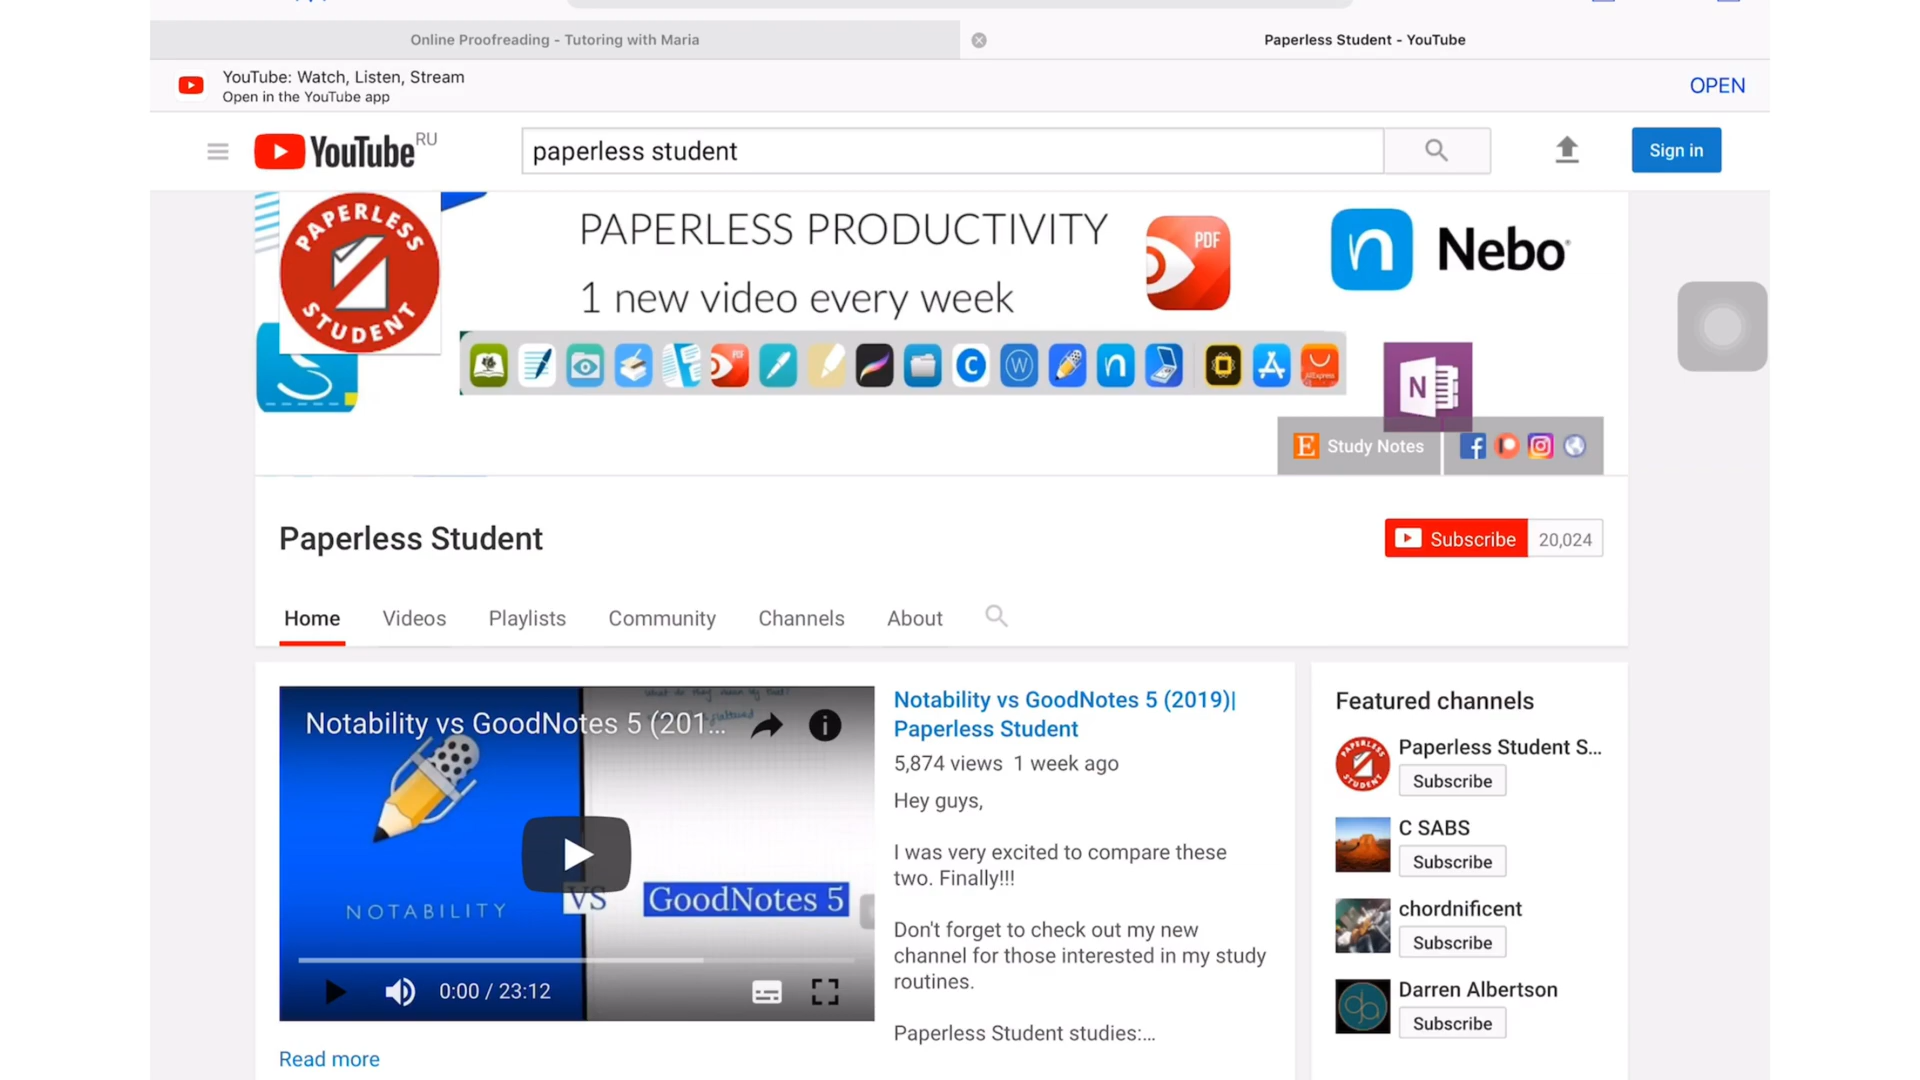 Online Proofreading - Tutoring with Maria
Paperless Student - YouTube
YouTube: Watch, Listen, Stream
Open in the YouTube app
OPEN
YouTube RU
paperless student
Sign in
PAPERLESS STUDENT
PAPERLESS PRODUCTIVITY
1 new video every week
PDF
n
Nebo
N
E Study Notes
Paperless Student
Subscribe 20,024
Home Videos Playlists Community Channels About
Notability vs GoodNotes 5 (201...
NOTABILITY
VS
GoodNotes 5
0:00 / 23:12
Read more
Notability vs GoodNotes 5 (2019)|
Paperless Student
5,874 views 1 week ago
Hey guys,
I was very excited to compare these
two. Finally!!!
Don't forget to check out my new
channel for those interested in my study
routines.
Paperless Student studies:...
Featured channels
Paperless Student S...
Subscribe
C SABS
Subscribe
chordnificent
Subscribe
Darren Albertson
Subscribe